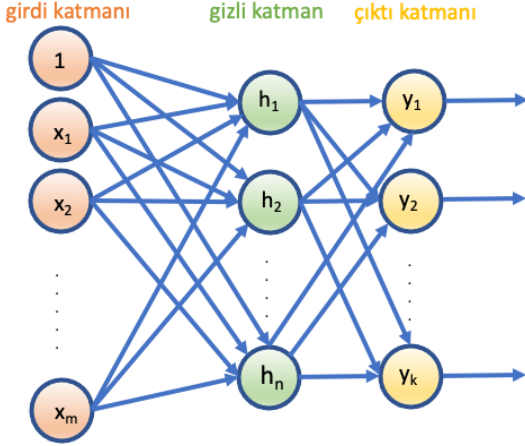 girdi katmanı
gizli katman
çıktı katmanı
1
x1
x2
xm
h1
h2
hn
y1
y2
yk